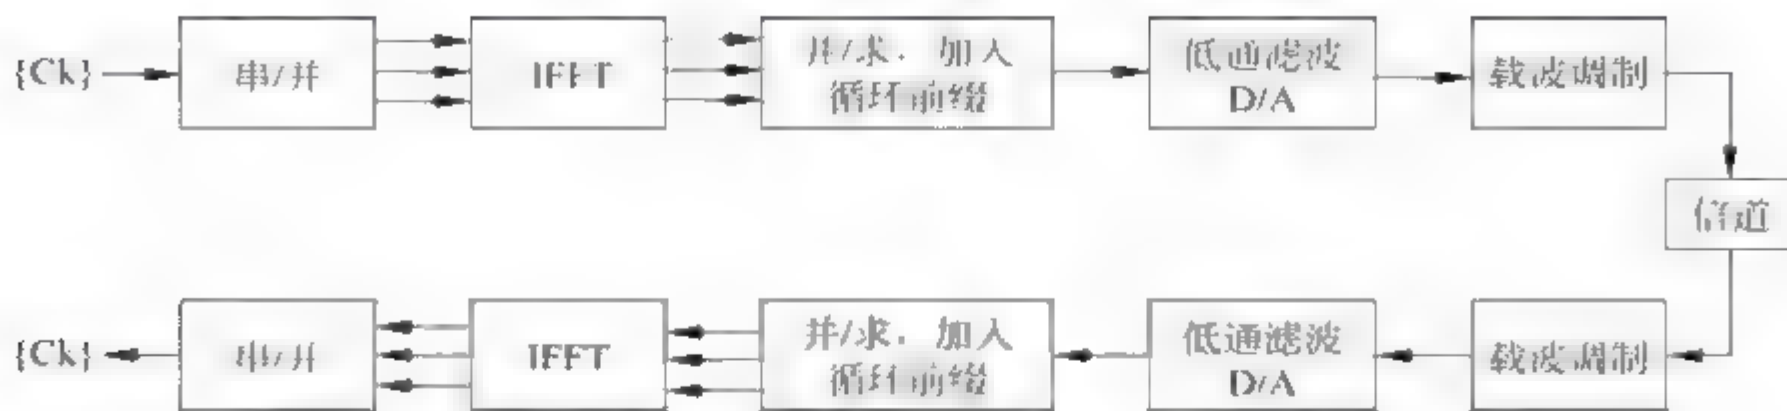 {Ck}
串/并
IFFT
并/求,加入
循环前缀
低通滤波
D/A
载波调制
信道
{Ck}
串/并
IFFT
并/求,加入
循环前缀
低通滤波
D/A
载波调制